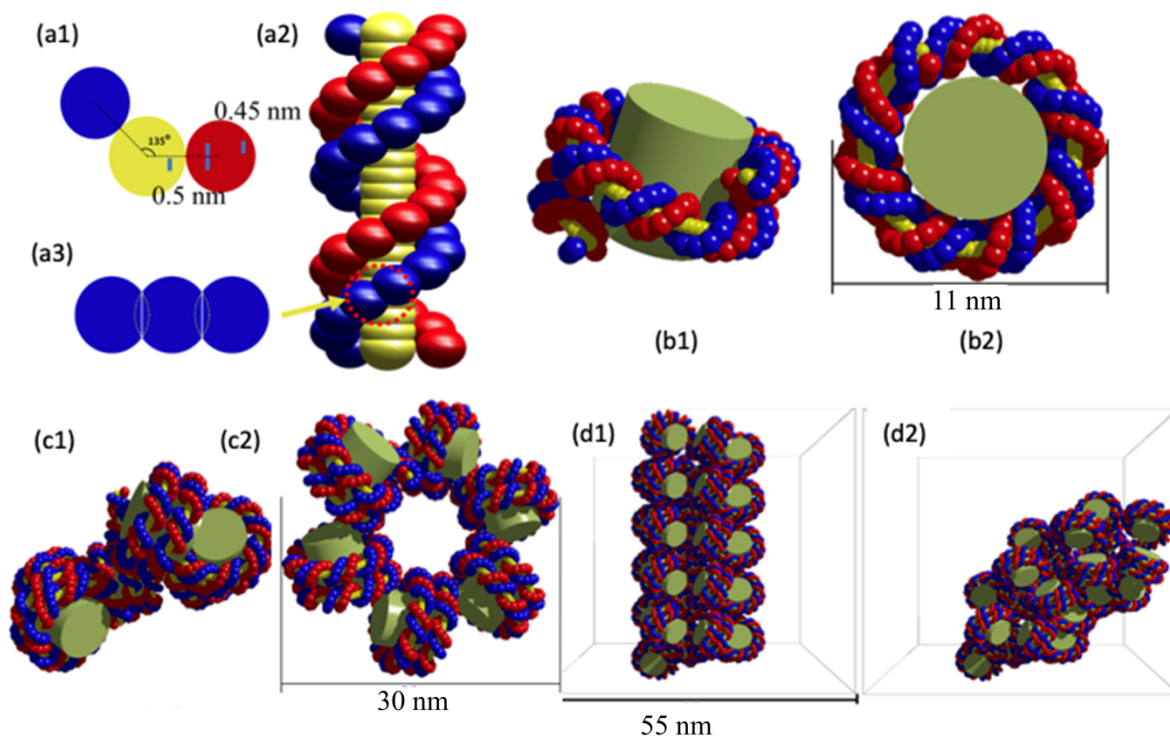 (a1)
(a2)
0.45 nm
135°
0.5 nm
(a3)
(b1)
11 nm
(b2)
(c1)
(c2)
(d1)
(d2)
30 nm
55 nm